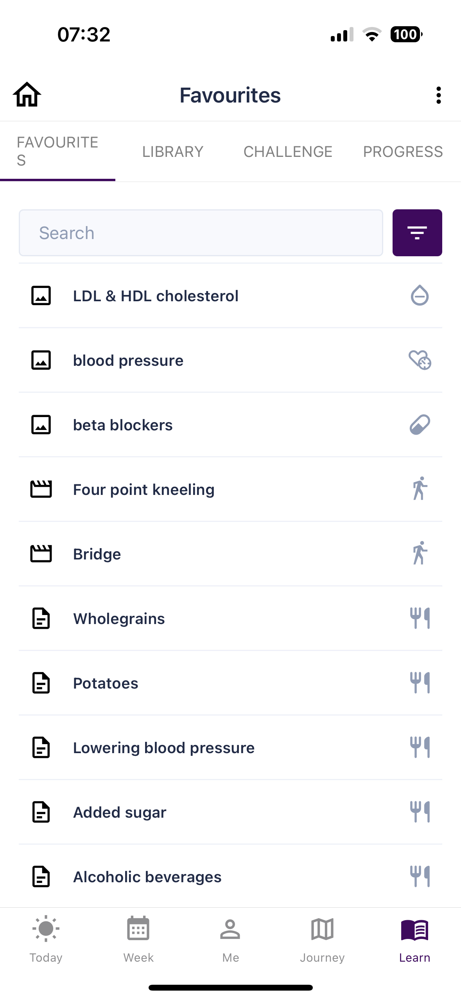 07:32
100
Favourites
FAVOURITE
S
LIBRARY
CHALLENGE
PROGRESS
Search
LDL & HDL cholesterol
blood pressure
beta blockers
Four point kneeling
Bridge
Wholegrains
Potatoes
Lowering blood pressure
Added sugar
Alcoholic beverages
Today
Week
Me
Journey
Learn